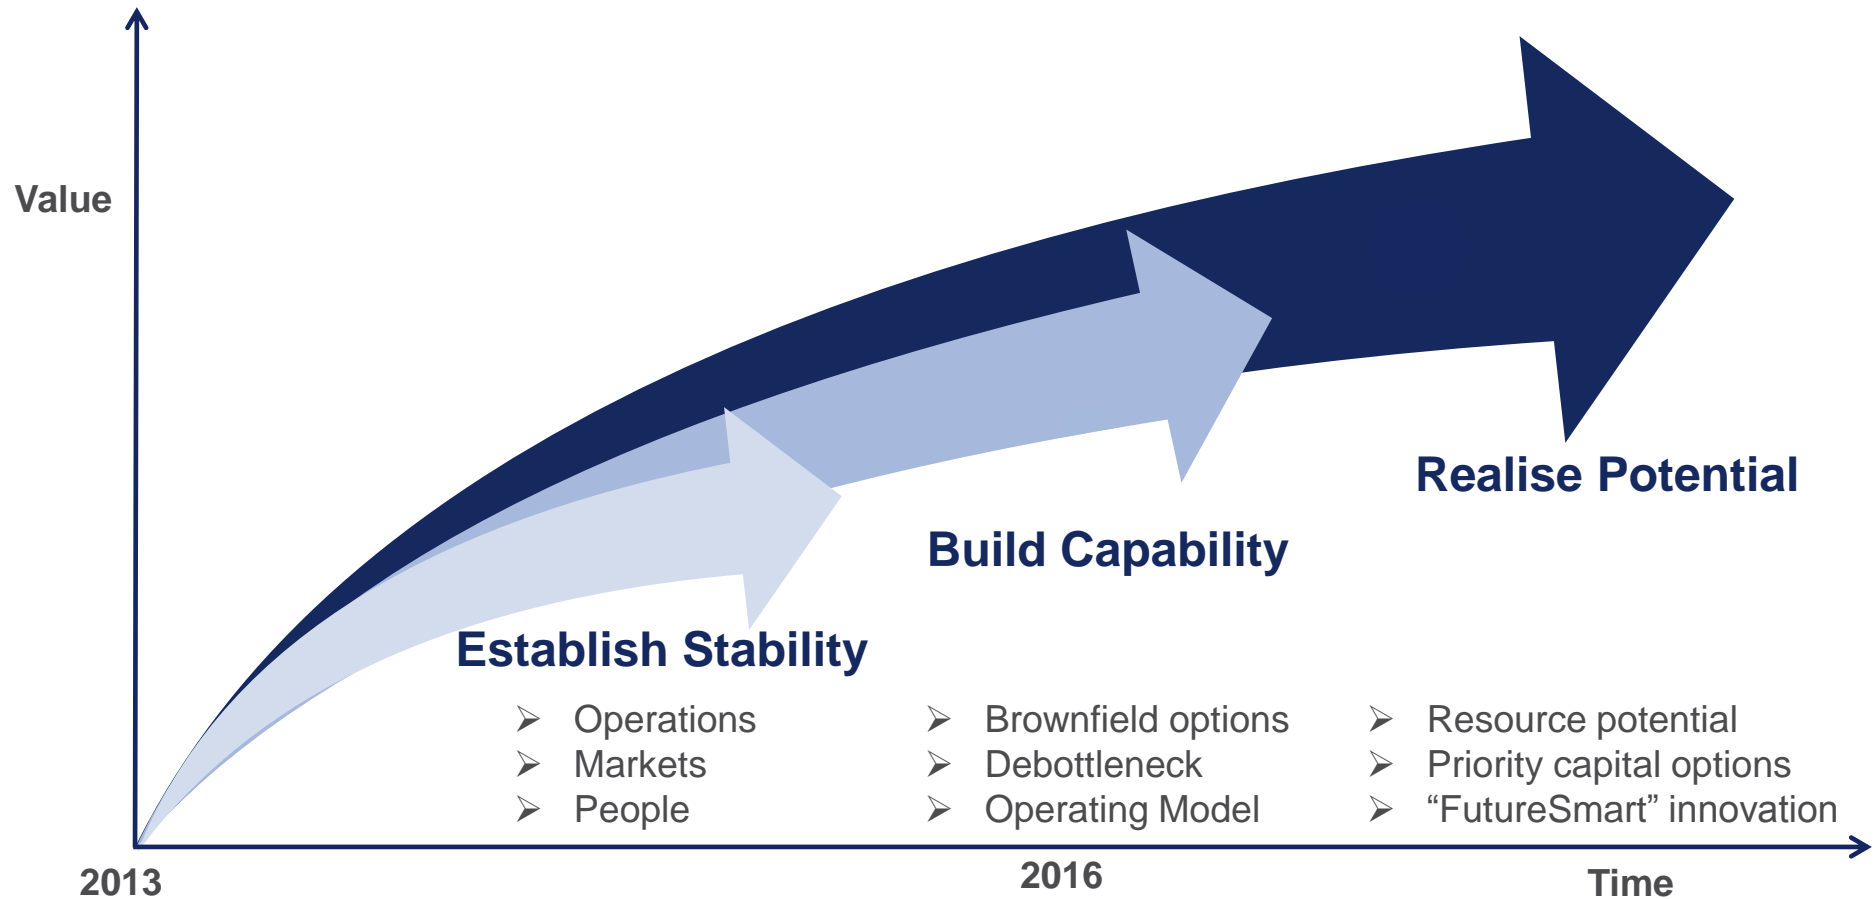 Value
Realise Potential
Build Capability
Establish Stability
➢ Operations
➢ Markets
➢ People
➢ Brownfield options
➢ Debottleneck
➢ Operating Model
➢ Resource potential
➢ Priority capital options
➢ “FutureSmart” innovation
2013
2016
Time